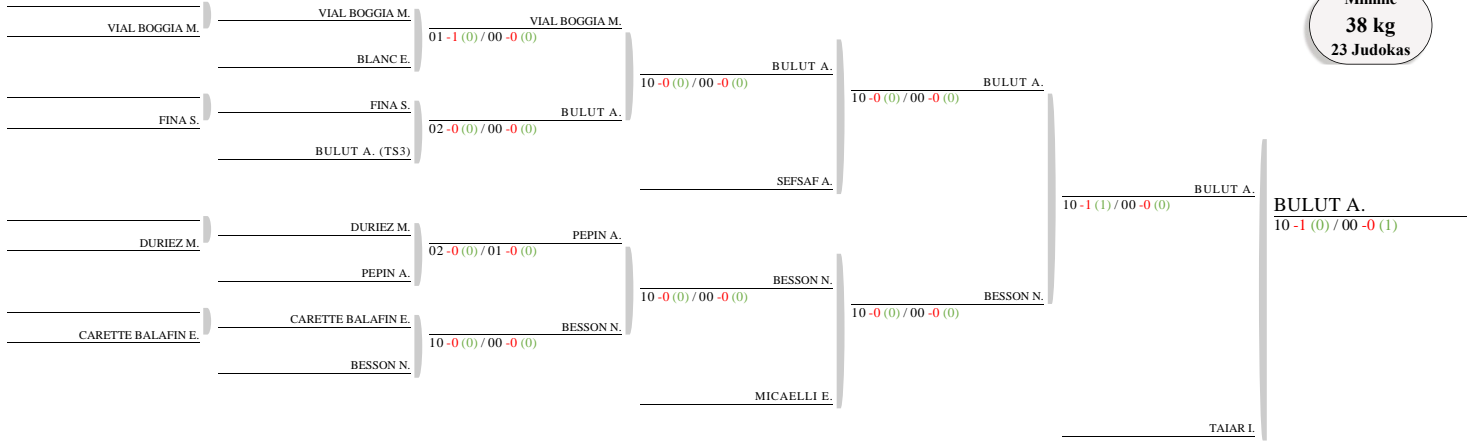 VIAL BOGGIA M.
VIAL BOGGIA M.
01 -1 (0) / 00 -0 (0)
BLANC E.
VIAL BOGGIA M.
10 -0 (0) / 00 -0 (0)
BULUT A.
FINA S.
FINA S.
02 -0 (0) / 00 -0 (0)
BULUT A. (TS3)
BULUT A.
SEFSAF A.
10 -0 (0) / 00 -0 (0)
BULUT A.
DURIEZ M.
DURIEZ M.
02 -0 (0) / 01 -0 (0)
PEPIN A.
PEPIN A.
10 -0 (0) / 00 -0 (0)
BESSON N.
CARETTE BALAFIN E.
CARETTE BALAFIN E.
10 -0 (0) / 00 -0 (0)
BESSON N.
BESSON N.
MICAELLI E.
10 -0 (0) / 00 -0 (0)
BESSON N.
10 -1 (1) / 00 -0 (0)
BULUT A.
TAIAR I.
BULUT A.
10 -1 (0) / 00 -0 (1)
38 kg
23 Judokas